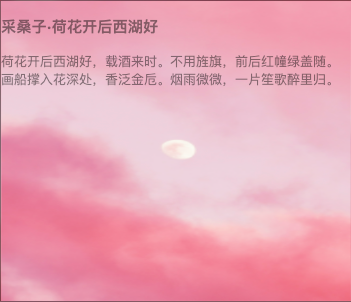 采桑子·荷花开后西湖好
荷花开后西湖好，载酒来时。不用旌旗，前后红幢绿盖随。
画船撑入花深处，香泛金卮。烟雨微微，一片笙歌醉里归。